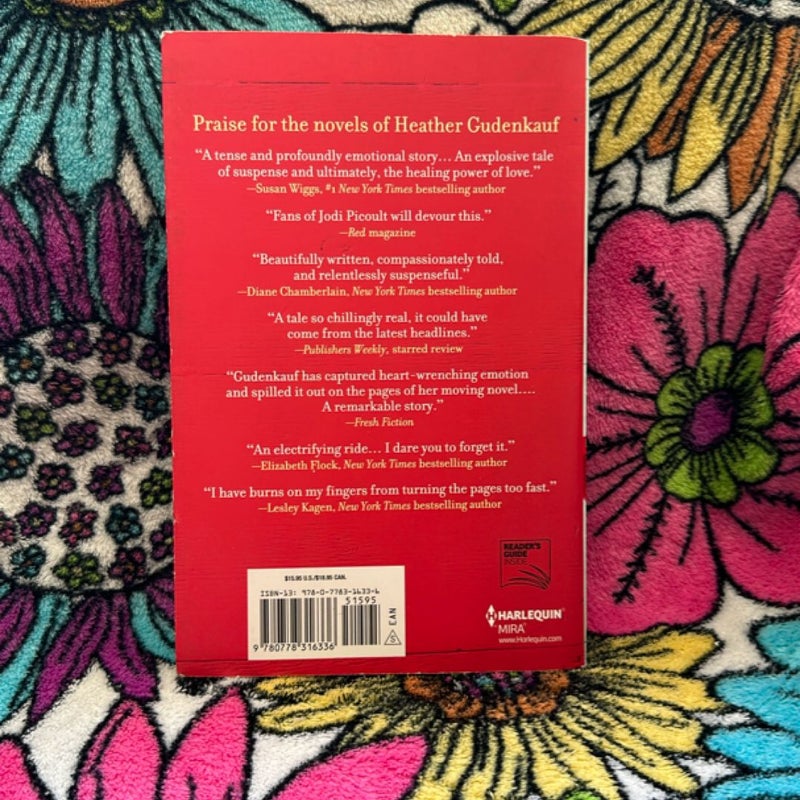 Praise for the novels of Heather Gudenkauf
“A tense and profoundly emotional story… An explosive tale
of suspense and ultimately, the healing power of love.”
—Susan Wiggs, #1 New York Times bestselling author
“Fans of Jodi Picoult will devour this.”
—Red magazine
“Beautifully written, compassionately told,
and relentlessly suspenseful.”
—Diane Chamberlain, New York Times bestselling author
“A tale so chillingly real, it could have
come from the latest headlines.”
—Publishers Weekly, starred review
“Gudenkauf has captured heart-wrenching emotion
and spilled it out on the pages of her moving novel….
A remarkable story.”
—Fresh Fiction
“An electrifying ride… I dare you to forget it.”
—Elizabeth Flock, New York Times bestselling author
“I have burns on my fingers from turning the pages too fast.”
—Lesley Kagen, New York Times bestselling author
READER'S
GUIDE
INSIDE
$15.95 U.S./$18.95 CAN.
ISBN-13: 978-0-7783-1633-6
51595
EAN
S
9 780778 316336
HARLEQUIN®
MIRA®
www.Harlequin.com